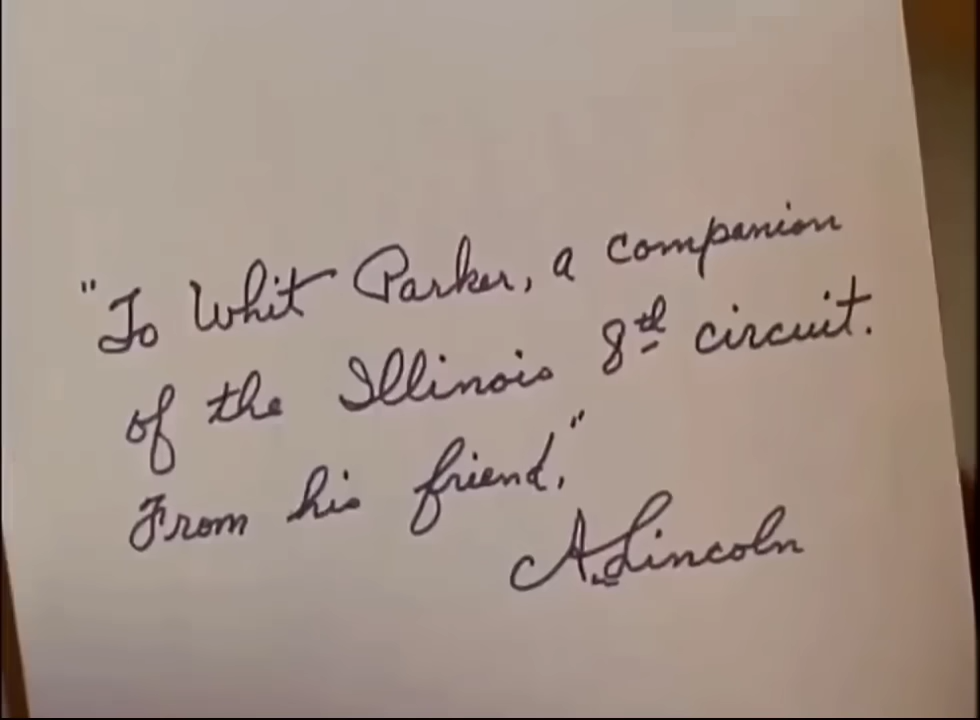 "To Whit Parker, a companion
of the Illinois 8th circuit.
From his friend,"
A. Lincoln